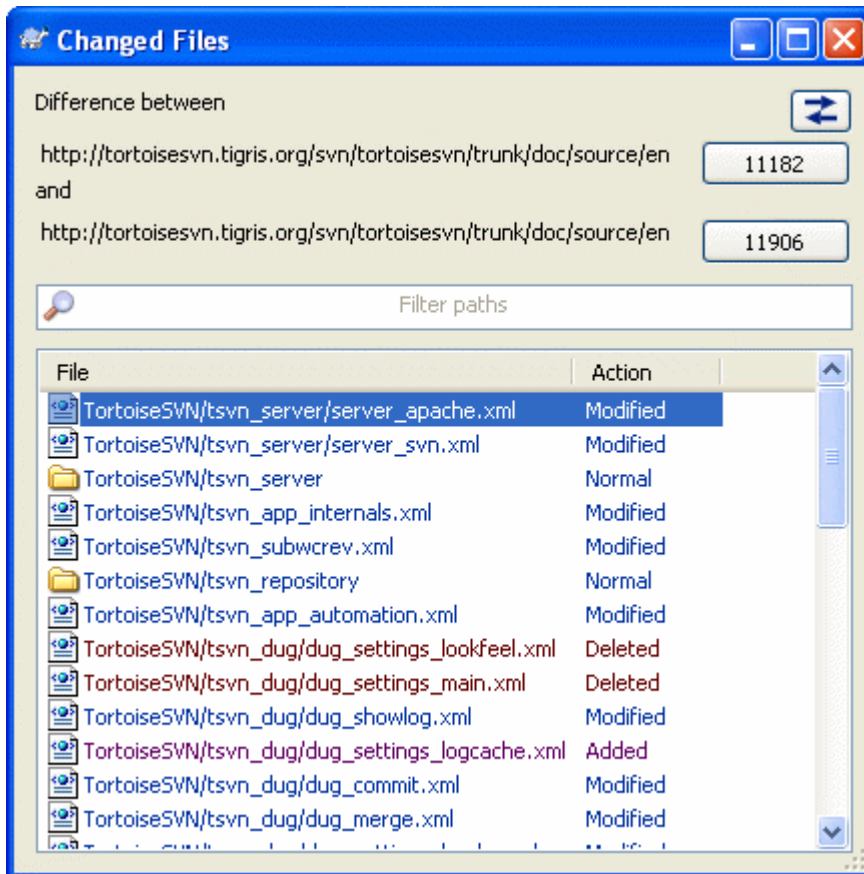 Changed Files
Difference between
http://tortoisesvn.tigris.org/svn/tortoisesvn/trunk/doc/source/en 11182
and
http://tortoisesvn.tigris.org/svn/tortoisesvn/trunk/doc/source/en 11906
Filter paths
File Action
TortoiseSVN/tsvn_server/server_apache.xml Modified
TortoiseSVN/tsvn_server/server_svn.xml Modified
TortoiseSVN/tsvn_server Normal
TortoiseSVN/tsvn_app_internals.xml Modified
TortoiseSVN/tsvn_subwcrev.xml Modified
TortoiseSVN/tsvn_repository Normal
TortoiseSVN/tsvn_app_automation.xml Modified
TortoiseSVN/tsvn_dug/dug_settings_lookfeel.xml Deleted
TortoiseSVN/tsvn_dug/dug_settings_main.xml Deleted
TortoiseSVN/tsvn_dug/dug_showlog.xml Modified
TortoiseSVN/tsvn_dug/dug_settings_logcache.xml Added
TortoiseSVN/tsvn_dug/dug_commit.xml Modified
TortoiseSVN/tsvn_dug/dug_merge.xml Modified